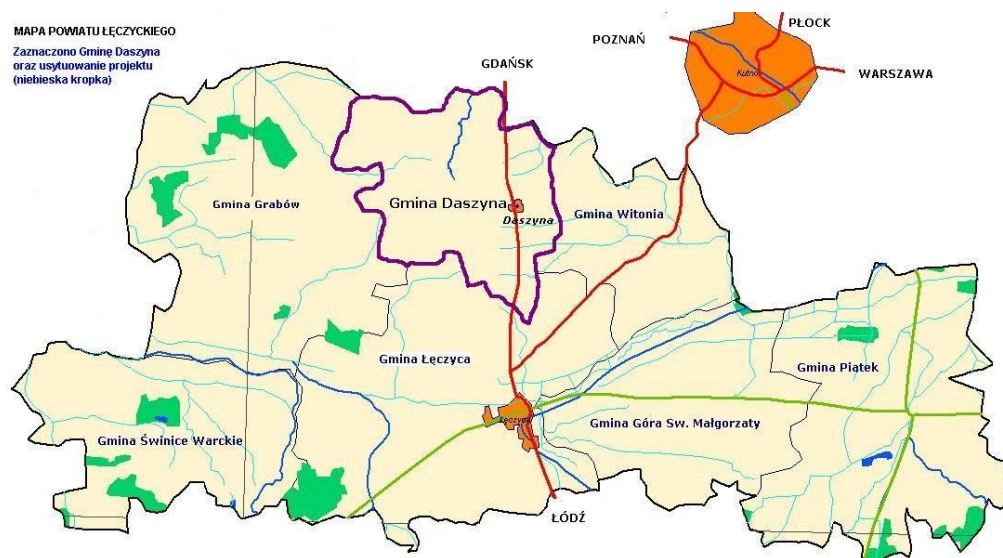 MAPA POWIATU ŁĘCZYCKIEGO
Zaznaczono Gminę Daszyna
oraz usytuowanie projektu
(niebieska kropka)
PŁOCK
POZNAŃ
GDAŃSK
WARSZAWA
Kutno
Gmina Grabów
Gmina Daszyna
Daszyna
Gmina Witonia
Gmina Łęczyca
Gmina Piątek
Łęczyca
Gmina Góra Sw. Małgorzaty
Gmina Świnice Warckie
ŁÓDŹ